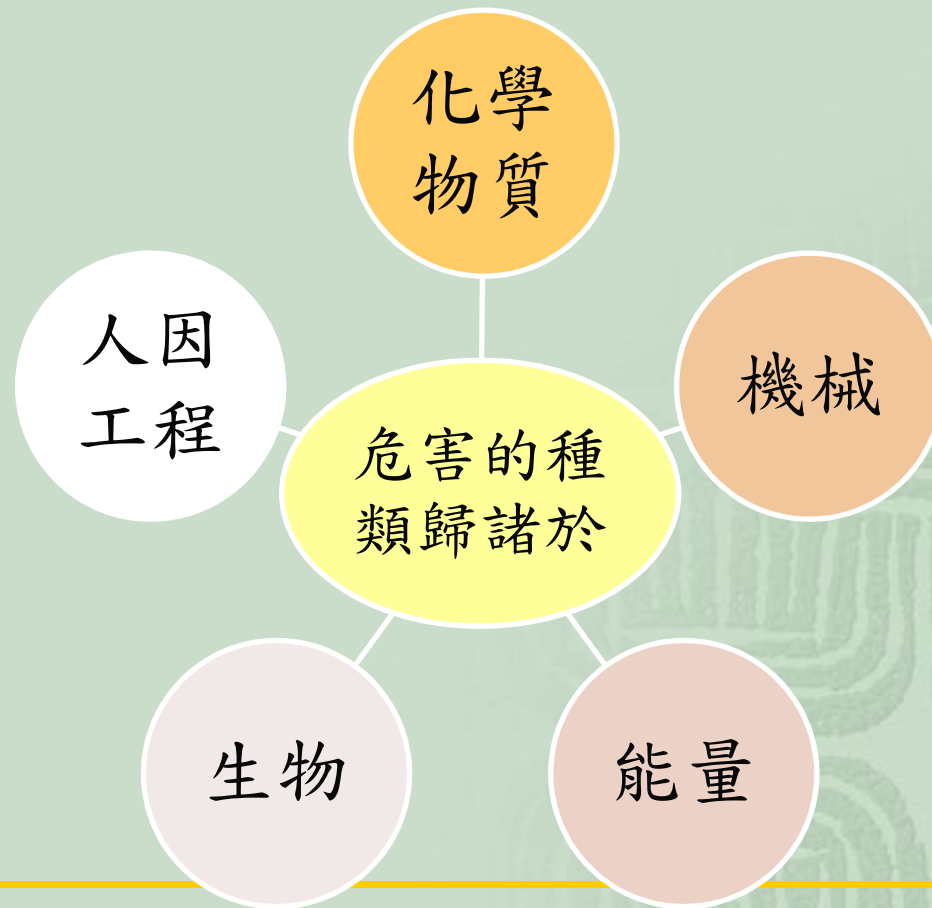 化學
物質
人因
工程
機械
危害的種
類歸諸於
生物
能量